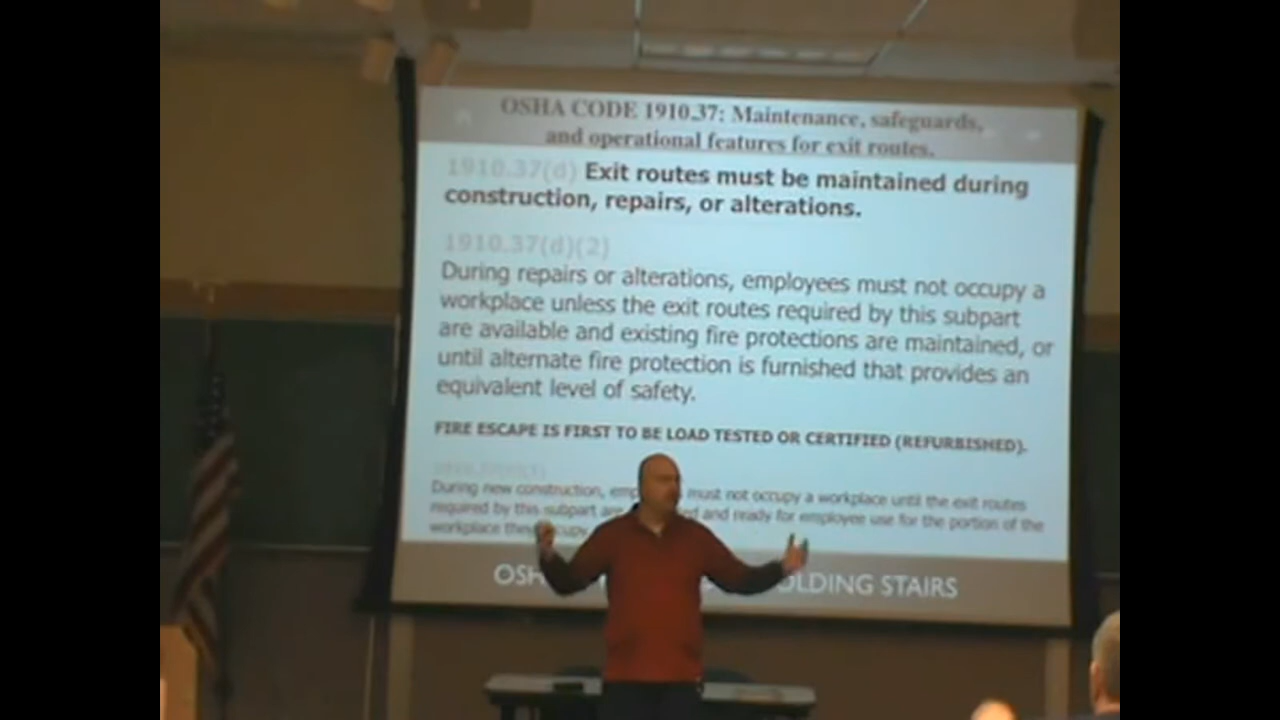 OSHA CODE 1910.37: Maintenance, safeguards,
and operational features for exit routes.
1910.37(d) Exit routes must be maintained during
construction, repairs, or alterations.
1910.37(d)(2)
During repairs or alterations, employees must not occupy a
workplace unless the exit routes required by this subpart
are available and existing fire protections are maintained, or
until alternate fire protection is furnished that provides an
equivalent level of safety.
FIRE ESCAPE IS FIRST TO BE LOAD TESTED OR CERTIFIED (REFURBISHED).
During new construction, must not occupy a workplace until the exit routes
required by this subpart are and ready for employee use for the portion of the
workplace they occupy
STAIRS